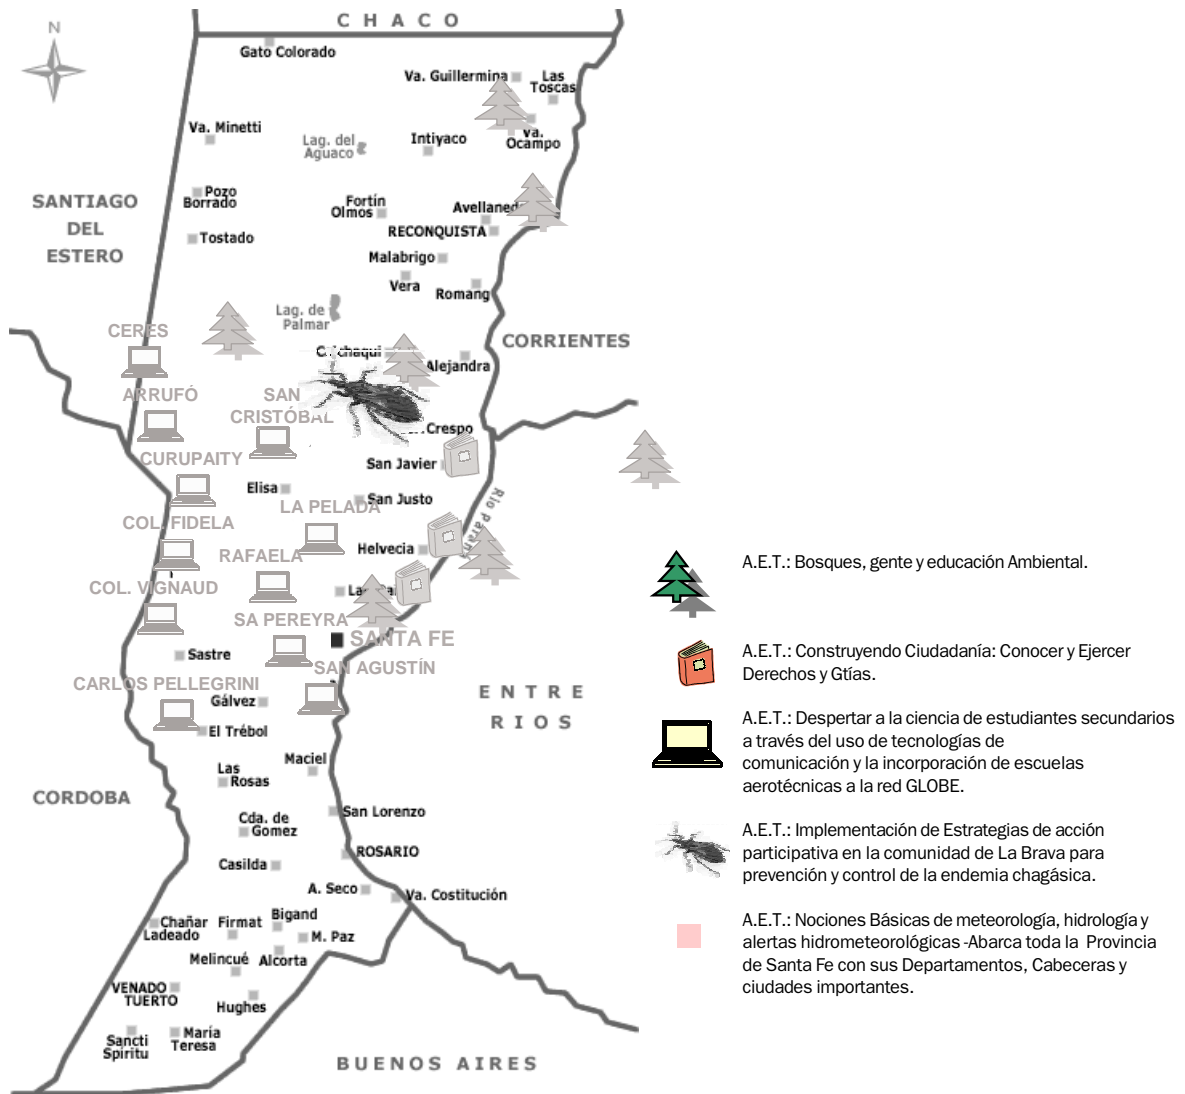 CHACO
N
Gato Colorado
Va. Guillermina
Las
Toscas
Va. Minetti
Lag. del
Aguaco
Intiyaco
Va.
Ocampo
SANTIAGO
DEL
ESTERO
Pozo
Borrado
Fortín
Olmos
RECONQUISTA
Tostado
Malabrigo
Vera
Romang
Lag. de
Palmar
CERES
CORRIENTES
Alejandra
ARRUFÓ
SAN
CRISTÓBAL
Crespo
CURUPAITY
San Javier
Elisa
San Justo
LA PELADA
COL. FIDELA
Río Paraná
RAFAELA
Helvecia
COL. VIGNAUD
SA PEREYRA
SANTA FE
Sastre
SAN AGUSTÍN
CARLOS PELLEGRINI
Gálvez
El Trébol
ENTRE
RIOS
Maciel
Las
Rosas
CORDOBA
San Lorenzo
Cda. de
Gomez
ROSARIO
Casilda
A. Seco
Va. Costitución
Chañar
Ladeado
Firmat
Bigand
M. Paz
Melincué
Alcorta
VENADO
TUERTO
Hughes
Sancti
Spíritu
María
Teresa
BUENOS AIRES
A.E.T.: Bosques, gente y educación Ambiental.
A.E.T.: Construyendo Ciudadanía: Conocer y Ejercer
Derechos y Gtías.
A.E.T.: Despertar a la ciencia de estudiantes secundarios
a través del uso de tecnologías de
comunicación y la incorporación de escuelas
aerotécnicas a la red GLOBE.
A.E.T.: Implementación de Estrategias de acción
participativa en la comunidad de La Brava para
prevención y control de la endemia chagásica.
A.E.T.: Nociones Básicas de meteorología, hidrología y
alertas hidrometeorológicas -Abarca toda la Provincia
de Santa Fe con sus Departamentos, Cabeceras y
ciudades importantes.